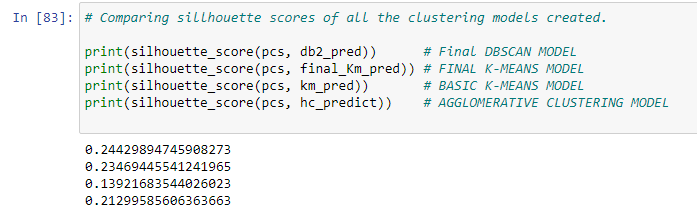 In [83]: # Comparing sillhouette scores of all the clustering models created.
print(silhouette_score(pcs, db2_pred)) # Final DBSCAN MODEL
print(silhouette_score(pcs, final_Km_pred)) # FINAL K-MEANS MODEL
print(silhouette_score(pcs, km_pred)) # BASIC K-MEANS MODEL
print(silhouette_score(pcs, hc_predict)) # AGGLOMERATIVE CLUSTERING MODEL
0.24429894745908273
0.23469445541241965
0.13921683544026023
0.21299585606363663